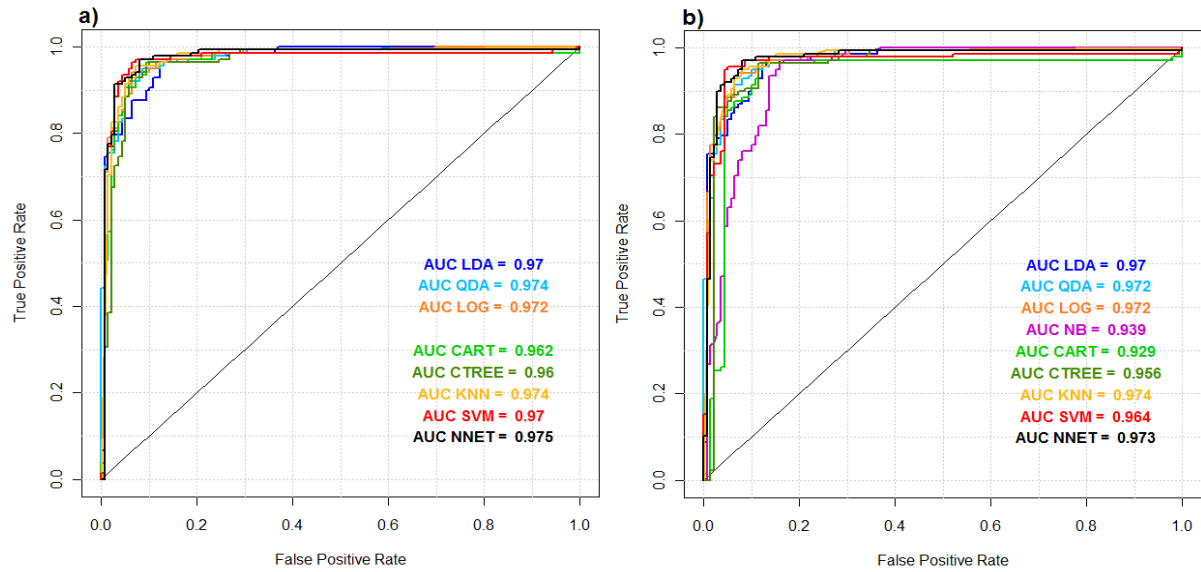 a)
True Positive Rate
1.0
0.8
0.6
0.4
0.2
0.0
AUC LDA = 0.97
AUC QDA = 0.974
AUC LOG = 0.972
AUC CART = 0.962
AUC CTREE = 0.96
AUC KNN = 0.974
AUC SVM = 0.97
AUC NNET = 0.975
0.0 0.2 0.4 0.6 0.8 1.0
False Positive Rate
b)
True Positive Rate
1.0
0.8
0.6
0.4
0.2
0.0
AUC LDA = 0.97
AUC QDA = 0.972
AUC LOG = 0.972
AUC NB = 0.939
AUC CART = 0.929
AUC CTREE = 0.956
AUC KNN = 0.974
AUC SVM = 0.964
AUC NNET = 0.973
0.0 0.2 0.4 0.6 0.8 1.0
False Positive Rate